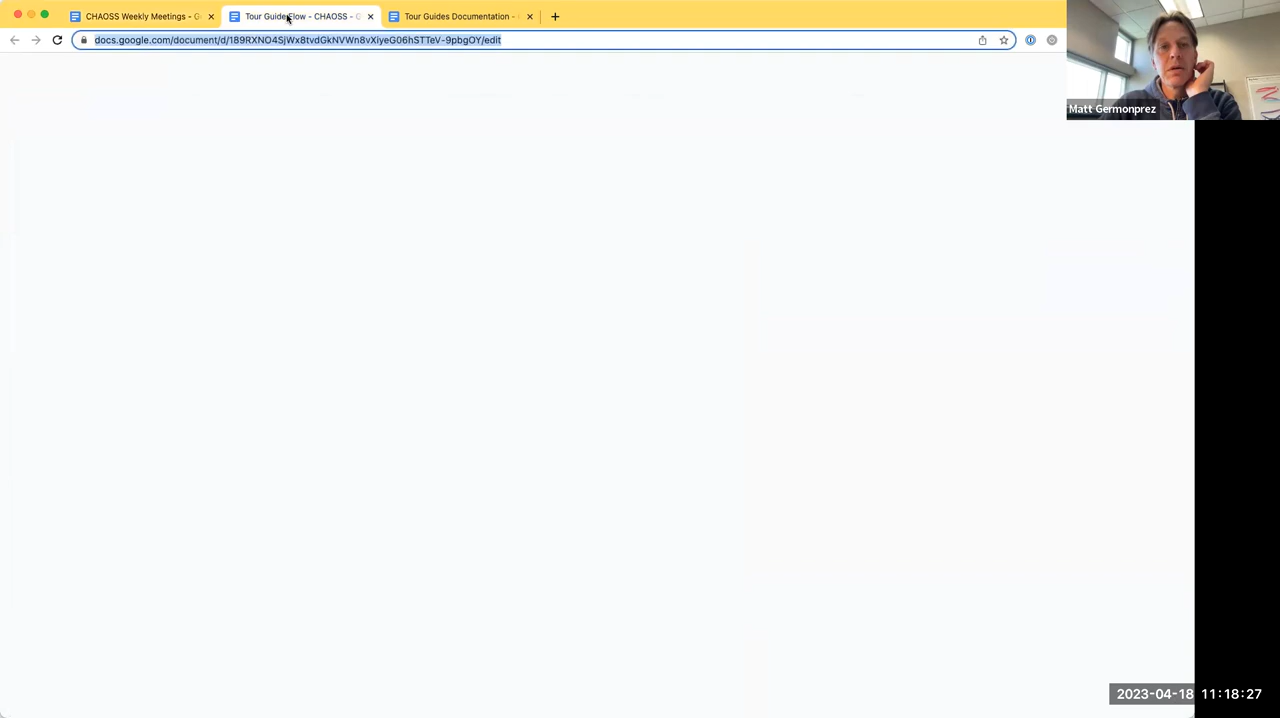 CHAOSS Weekly Meetings - G
Tour Guide Flow - CHAOSS - G
Tour Guides Documentation -
docs.google.com/document/d/189RXNO4SjWx8tvdGkNVWn8vXiyeG06hSTTeV-9pbgOY/edit
Matt Germonprez
2023-04-18 11:18:27